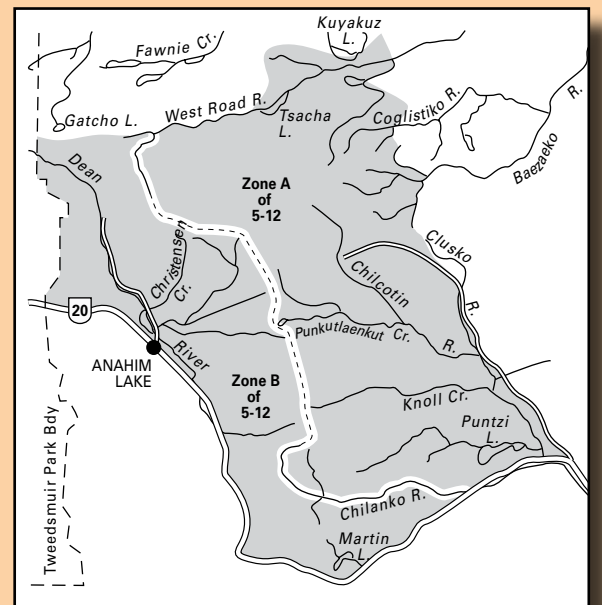 Kuyakuz
L.
Fawnie Cr.
Gatcho L.
West Road R.
Tsacha
L.
Coglistiko R.
Baezaeko
R.
Dean
Zone A
of
5-12
Christensen
Cr.
Clusko
R.
Chilcotin
R.
20
Punkutlaenkut Cr.
ANAHIM
LAKE
River
Zone B
of
5-12
Knoll Cr.
Puntzi
L.
Tweedsmuir Park Bdy
Chilanko R.
Martin
L.